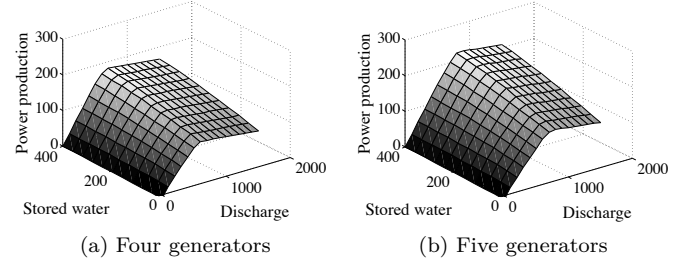 300
200
100
0
400
200
0
0
1000
2000
Power production
Stored water
Discharge
(a) Four generators
300
200
100
0
400
200
0
0
1000
2000
Power production
Stored water
Discharge
(b) Five generators